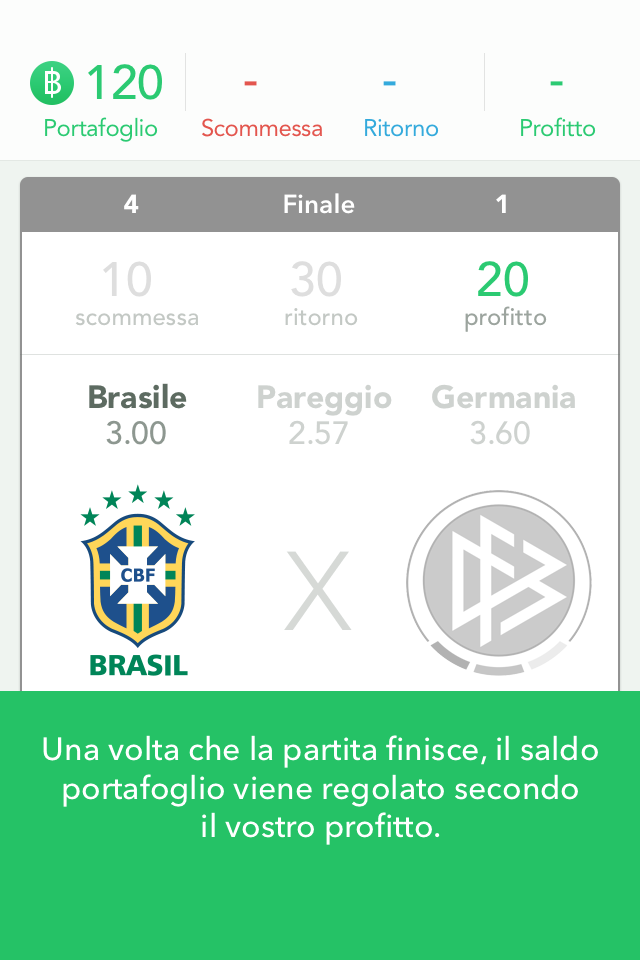 120
- - -
Portafoglio Scommessa Ritorno Profitto
4 Finale 1
10 30 20
scommessa ritorno profitto
Brasile Pareggio Germania
3.00 2.57 3.60
CBF
X
BRASIL
Una volta che la partita finisce, il saldo
portafoglio viene regolato secondo
il vostro profitto.